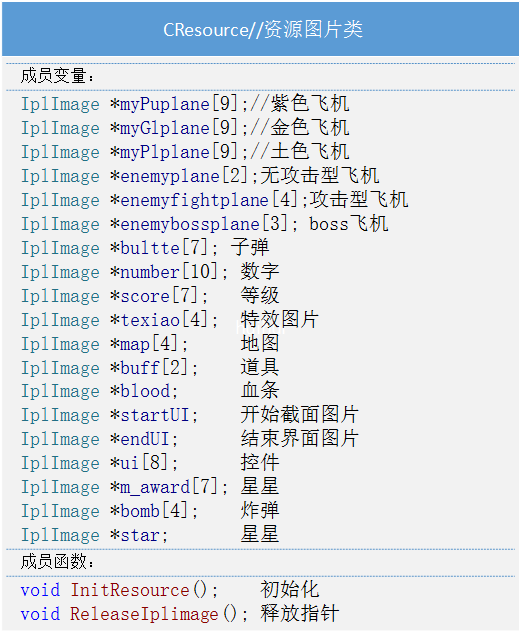 CResource//资源图片类
成员变量:
IplImage *myPuplane[9];//紫色飞机
IplImage *myGlplane[9];//金色飞机
IplImage *myPlplane[9];//土色飞机
IplImage *enemyplane[2];无攻击型飞机
IplImage *enemyfightplane[4];攻击型飞机
IplImage *enemybossplane[3]; boss飞机
IplImage *bultte[7]; 子弹
IplImage *number[10]; 数字
IplImage *score[7]; 等级
IplImage *texiao[4]; 特效图片
IplImage *map[4]; 地图
IplImage *buff[2]; 道具
IplImage *blood; 血条
IplImage *startUI; 开始截面图片
IplImage *endUI; 结束界面图片
IplImage *ui[8]; 控件
IplImage *m_award[7]; 星星
IplImage *bomb[4]; 炸弹
IplImage *star; 星星
成员函数:
void InitResource(); 初始化
void ReleaseIplimage(); 释放指针